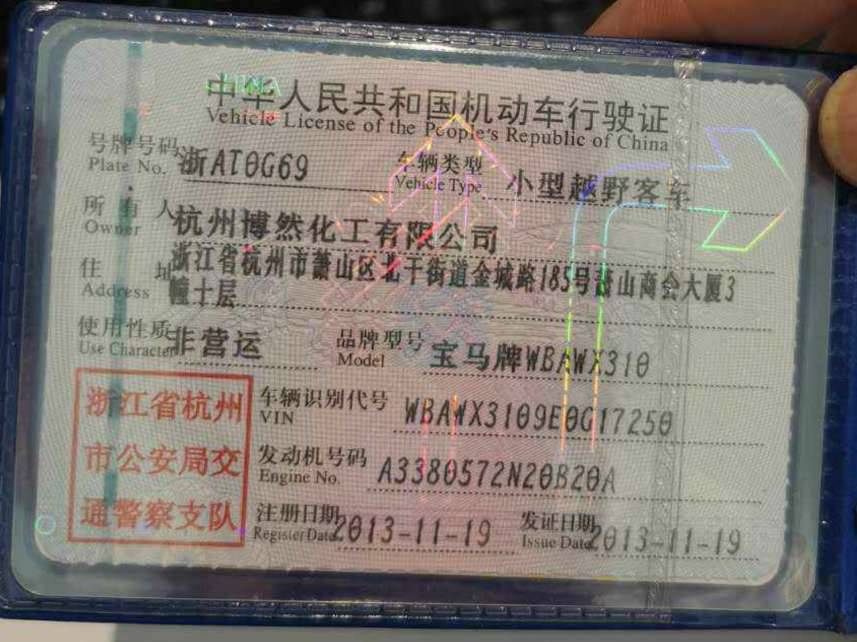 中华人民共和国机动车行驶证
Vehicle License of the People's Republic of China
号牌号码 浙AT0G69 车辆类型 小型越野客车
Plate No. Vehicle Type
所有人 杭州博然化工有限公司
Owner
住址 浙江省杭州市萧山区北干街道金城路185号萧山商会大厦3
Address 幢十层
使用性质 非营运 品牌型号 宝马牌WBAWX310
Use Character Model
浙江省杭州
市公安局交
通警察支队
车辆识别代号 WBAWX3109E0G17250
VIN
发动机号码 A3380572N20B20A
Engine No.
注册日期 2013-11-19 发证日期 2013-11-19
Register Date Issue Date